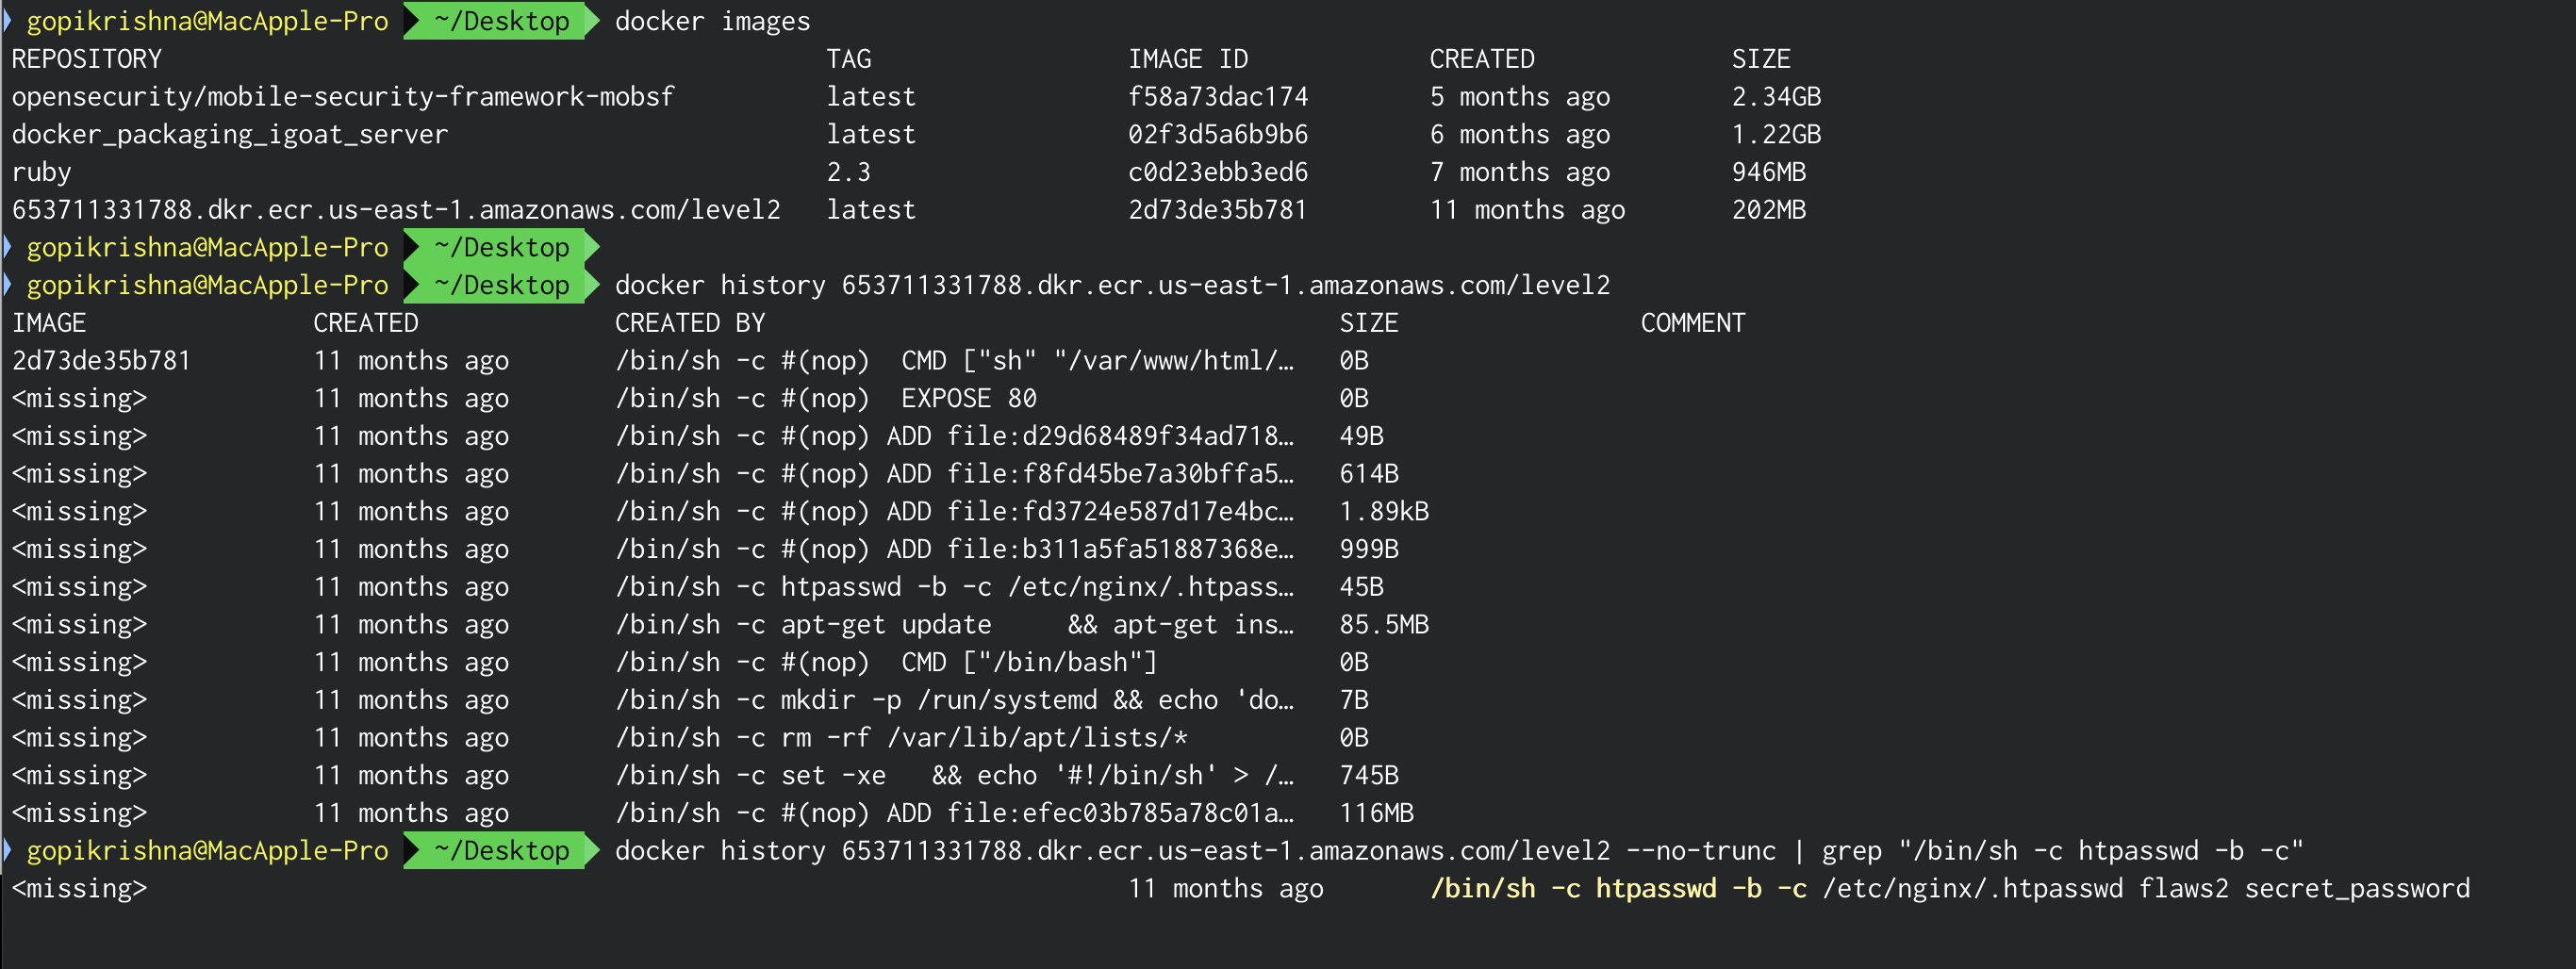 gopikrishna@MacApple-Pro ~/Desktop docker images
REPOSITORY TAG IMAGE ID CREATED SIZE
opensecurity/mobile-security-framework-mobsf latest f58a73dac174 5 months ago 2.34GB
docker_packaging_igoat_server latest 02f3d5a6b9b6 6 months ago 1.22GB
ruby 2.3 c0d23ebb3ed6 7 months ago 946MB
653711331788.dkr.ecr.us-east-1.amazonaws.com/level2 latest 2d73de35b781 11 months ago 202MB
gopikrishna@MacApple-Pro ~/Desktop
gopikrishna@MacApple-Pro ~/Desktop docker history 653711331788.dkr.ecr.us-east-1.amazonaws.com/level2
IMAGE CREATED CREATED BY SIZE COMMENT
2d73de35b781 11 months ago /bin/sh -c #(nop)  CMD ["sh" "/var/www/html/… 0B
<missing> 11 months ago /bin/sh -c #(nop)  EXPOSE 80 0B
<missing> 11 months ago /bin/sh -c #(nop) ADD file:d29d68489f34ad718… 49B
<missing> 11 months ago /bin/sh -c #(nop) ADD file:f8fd45be7a30bffa5… 614B
<missing> 11 months ago /bin/sh -c #(nop) ADD file:fd3724e587d17e4bc… 1.89kB
<missing> 11 months ago /bin/sh -c #(nop) ADD file:b311a5fa51887368e… 999B
<missing> 11 months ago /bin/sh -c htpasswd -b -c /etc/nginx/.htpass… 45B
<missing> 11 months ago /bin/sh -c apt-get update     && apt-get ins… 85.5MB
<missing> 11 months ago /bin/sh -c #(nop)  CMD ["/bin/bash"] 0B
<missing> 11 months ago /bin/sh -c mkdir -p /run/systemd && echo 'do… 7B
<missing> 11 months ago /bin/sh -c rm -rf /var/lib/apt/lists/* 0B
<missing> 11 months ago /bin/sh -c set -xe   && echo '#!/bin/sh' > /… 745B
<missing> 11 months ago /bin/sh -c #(nop) ADD file:efec03b785a78c01a… 116MB
gopikrishna@MacApple-Pro ~/Desktop docker history 653711331788.dkr.ecr.us-east-1.amazonaws.com/level2 --no-trunc | grep "/bin/sh -c htpasswd -b -c"
<missing> 11 months ago /bin/sh -c htpasswd -b -c /etc/nginx/.htpasswd flaws2 secret_password